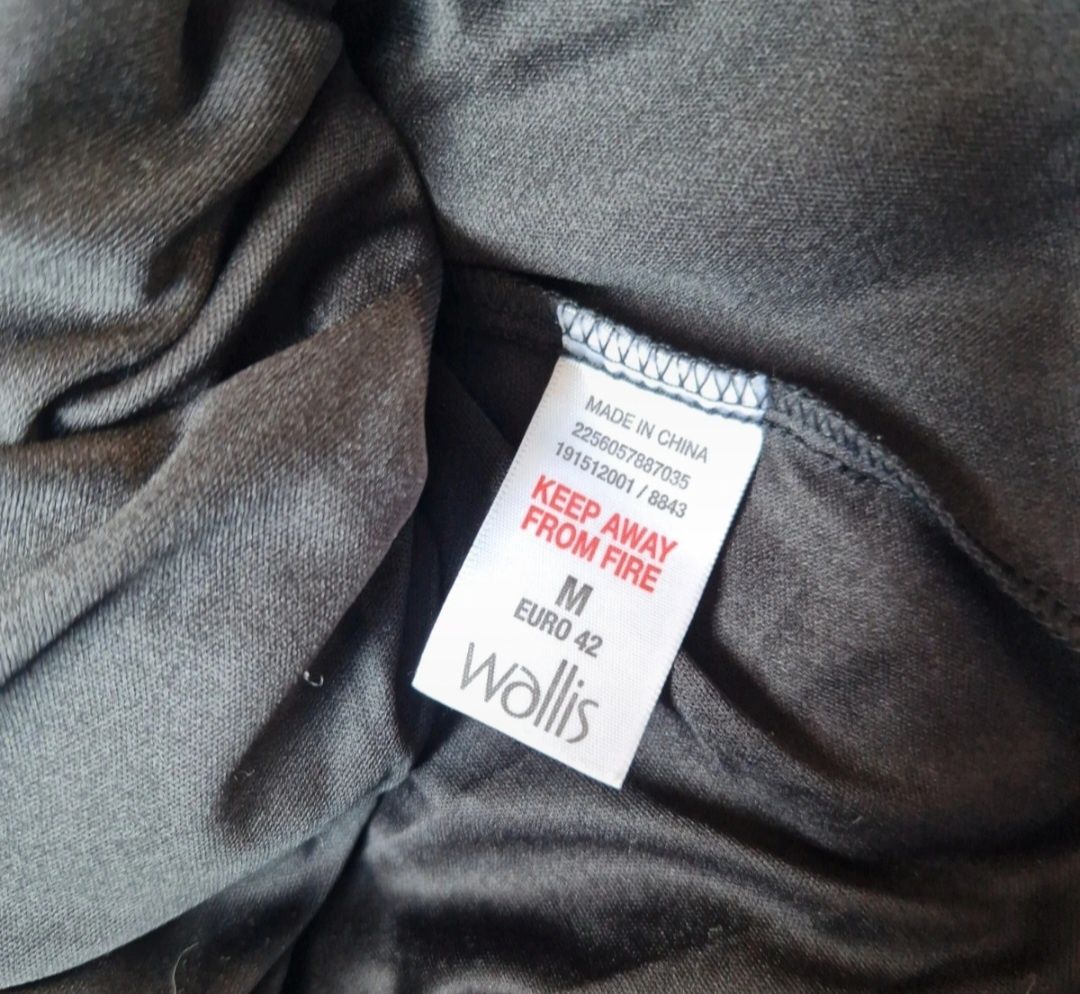 MADE IN CHINA
2256057887035
191512001 / 8843
KEEP AWAY
FROM FIRE
M
EURO 42
wallis